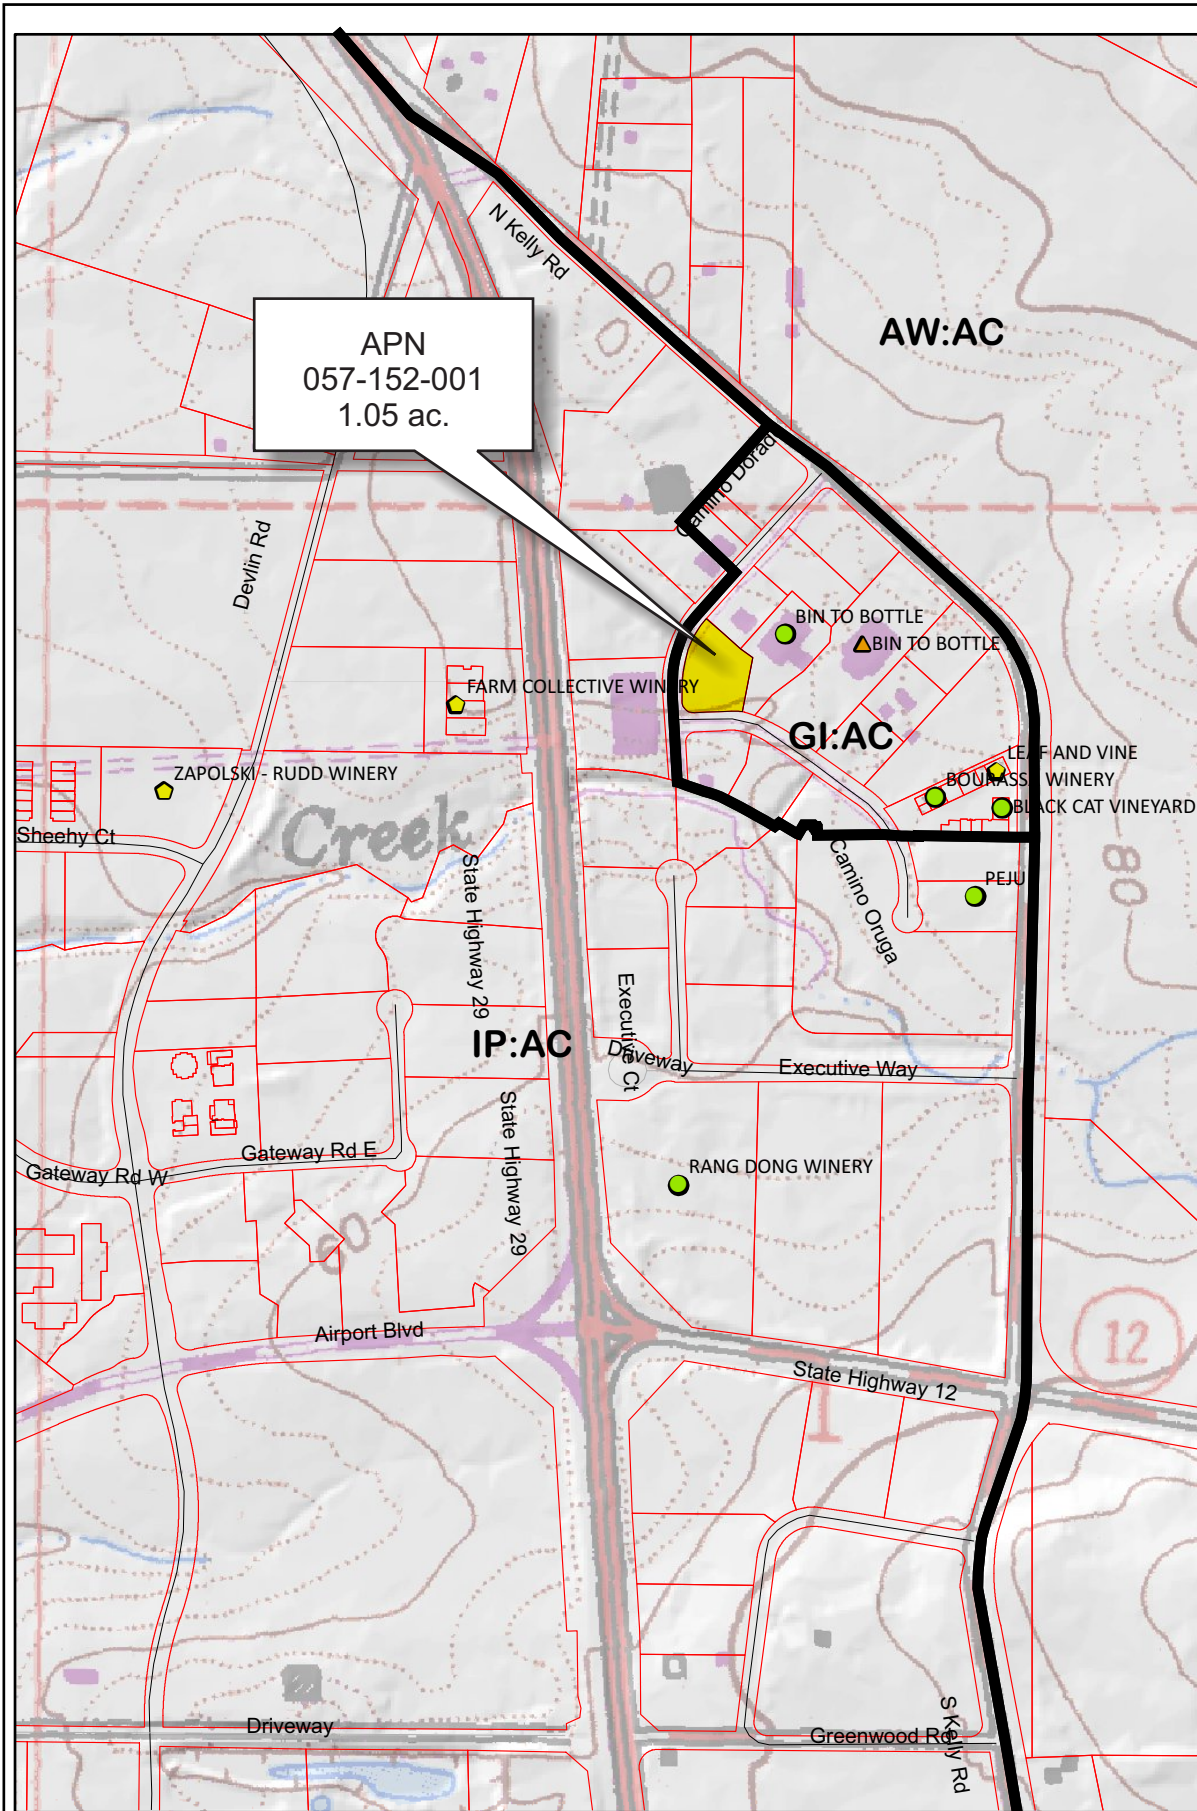 N Kelly Rd
AW:AC
APN
057-152-001
1.05 ac.
Camino Dorad
Devlin Rd
BIN TO BOTTLE
BIN TO BOTTLE
FARM COLLECTIVE WINERY
GI:AC
LEAF AND VINE
ZAPOLSKI - RUDD WINERY
BOURASSA WINERY
BLACK CAT VINEYARD
Creek
Sheehy Ct
State Highway 29
Camino Oruga
80
PEJU
Executive Ct
IP:AC
Driveway
Executive Way
State Highway 29
Gateway Rd E
Gateway Rd W
RANG DONG WINERY
60
Airport Blvd
12
State Highway 12
1
Driveway
Greenwood Rd
S Kelly Rd